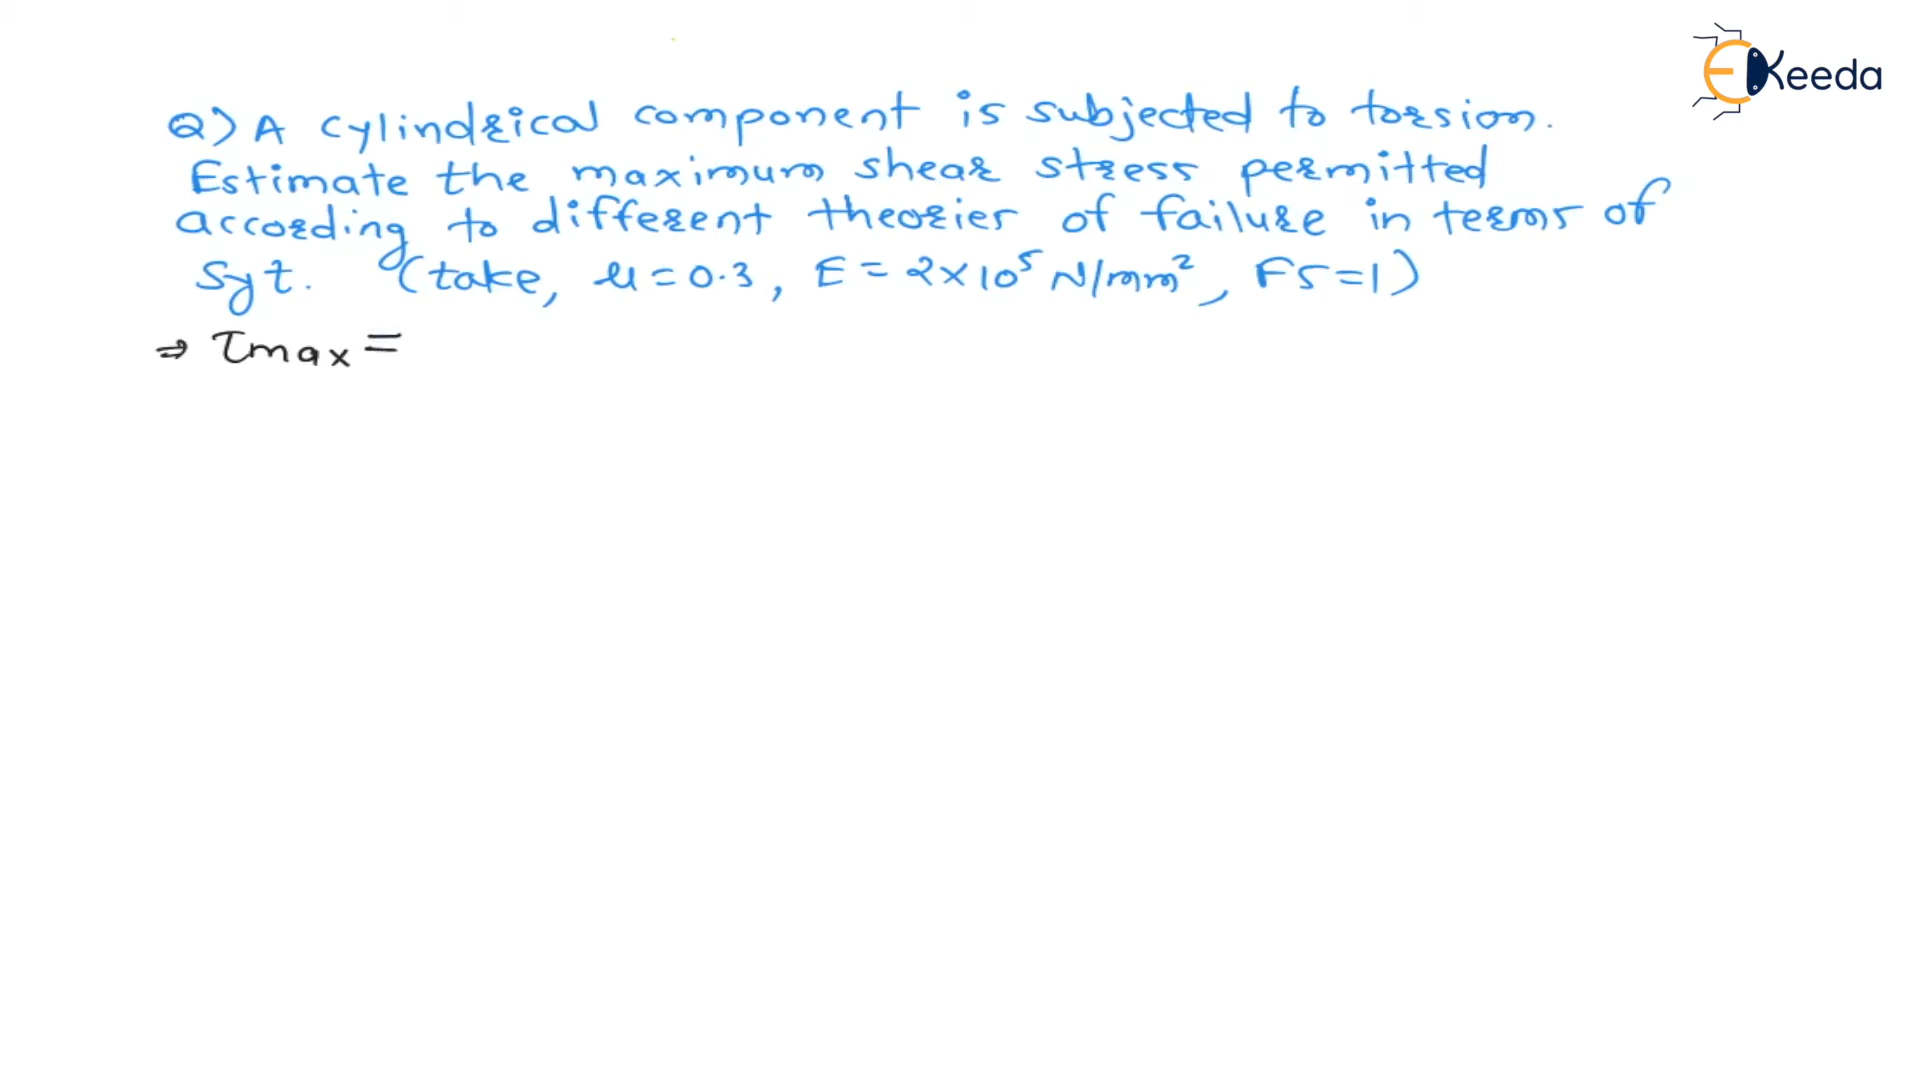 EKeeda
Q) A cylindrical component is subjected to torsion.
Estimate the maximum shear stress permitted
according to different theories of failure in terms of
Syt. (take, μ = 0.3, E = 2×10⁵ N/mm², FS = 1)
⇒ τmax =